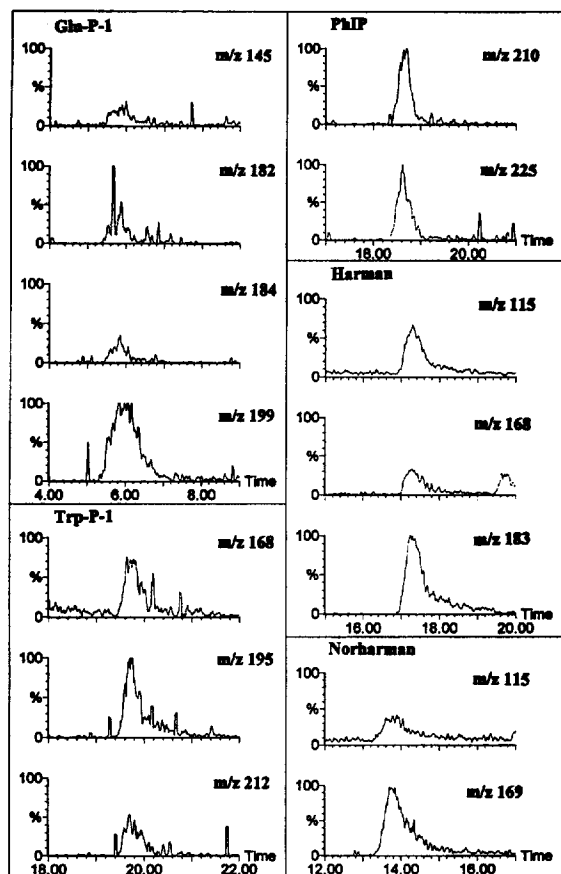 Glu-P-1
m/z 145
100
%
0
m/z 182
100
%
0
m/z 184
100
%
0
m/z 199
100
%
0
Time
4.00 6.00 8.00
Trp-P-1
m/z 168
100
%
0
m/z 195
100
%
0
m/z 212
100
%
0
Time
18.00 20.00 22.00
PhIP
m/z 210
100
%
0
m/z 225
100
%
0
Time
18.00 20.00
Harman
m/z 115
100
%
0
m/z 168
100
%
0
m/z 183
100
%
0
Time
16.00 18.00 20.00
Norharman
m/z 115
100
%
0
m/z 169
100
%
0
Time
12.00 14.00 16.00